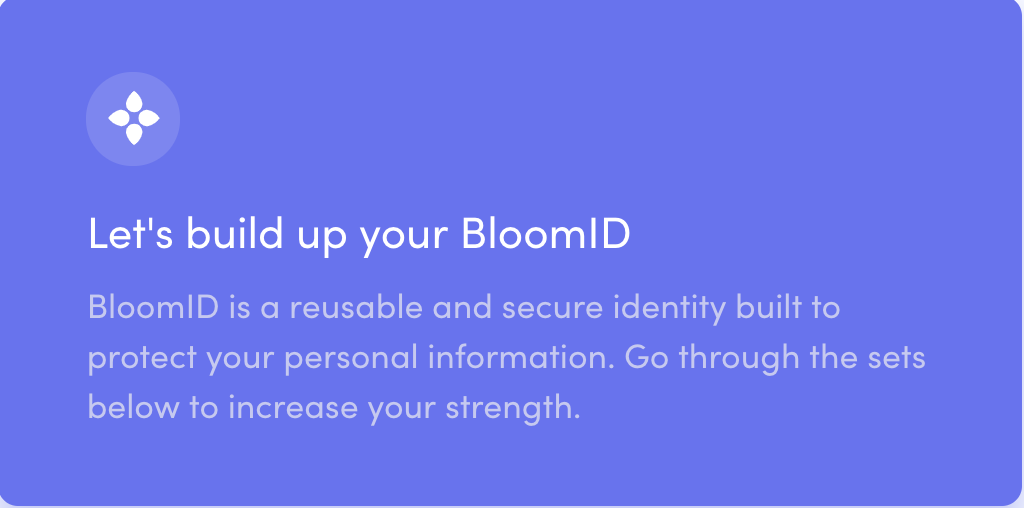 Let's build up your BloomID
BloomID is a reusable and secure identity built to
protect your personal information. Go through the sets
below to increase your strength.